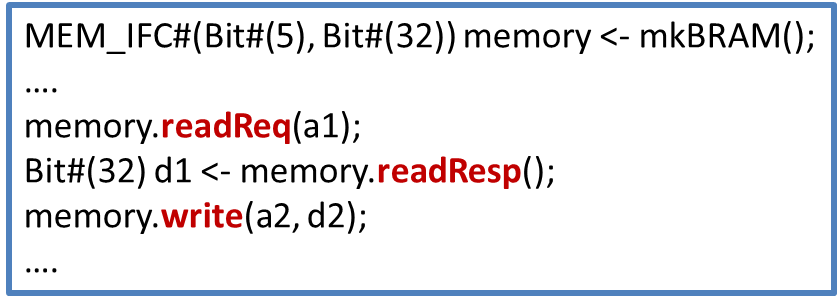 MEM_IFC#(Bit#(5), Bit#(32)) memory <- mkBRAM();
....
memory.readReq(a1);
Bit#(32) d1 <- memory.readResp();
memory.write(a2, d2);
....